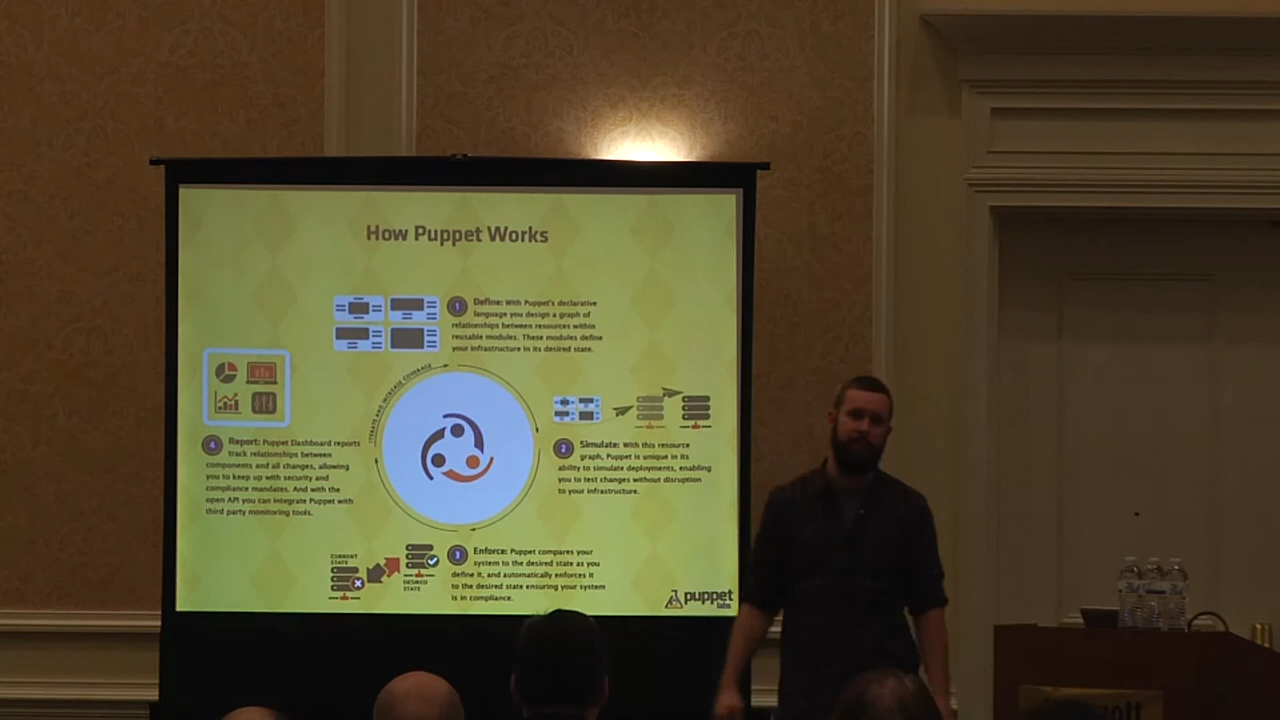 How Puppet Works
1 Define: With Puppet's declarative
language you design a graph of
relationships between resources within
reusable modules. These modules define
your infrastructure in its desired state.
ITERATE AND INCREASE COVERAGE
2 Simulate: With this resource
graph, Puppet is unique in its
ability to simulate deployments, enabling
you to test changes without disruption
to your infrastructure.
4 Report: Puppet Dashboard reports
track relationships between
components and all changes, allowing
you to keep up with security and
compliance mandates. And with the
open API you can integrate Puppet with
third party monitoring tools.
CURRENT
STATE
DESIRED
STATE
3 Enforce: Puppet compares your
system to the desired state as you
define it, and automatically enforces it
to the desired state ensuring your system
is in compliance.
puppet
labs